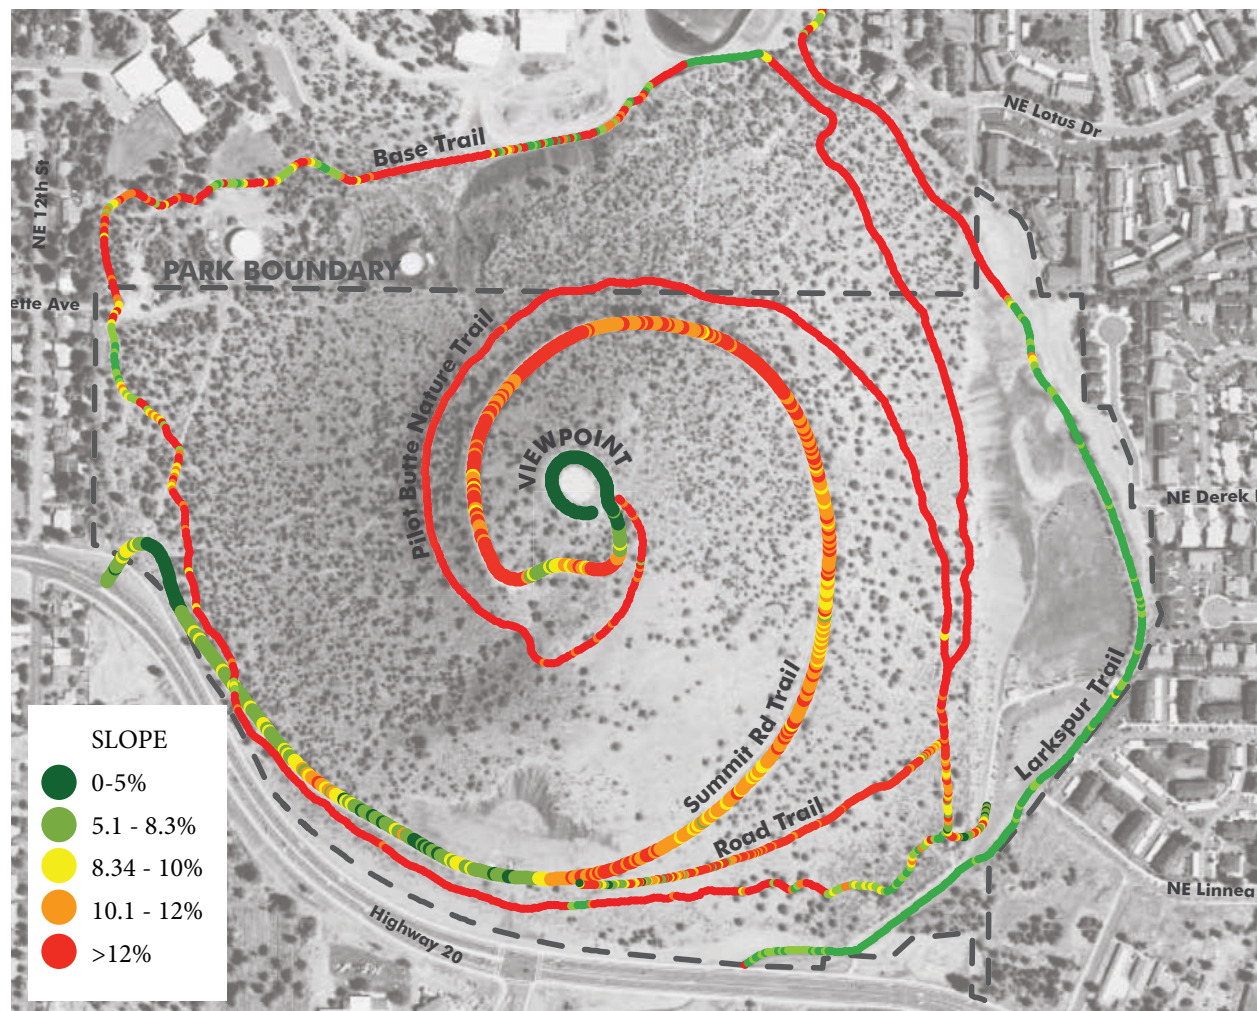 NE Lotus Dr
Base Trail
NE 12th St
PARK BOUNDARY
ette Ave
Pilot Butte Nature Trail
VIEWPOINT
NE Derek
Summit Rd Trail
Larkspur Trail
Road Trail
NE Linnea
Highway 20
SLOPE
0-5%
5.1 - 8.3%
8.34 - 10%
10.1 - 12%
>12%